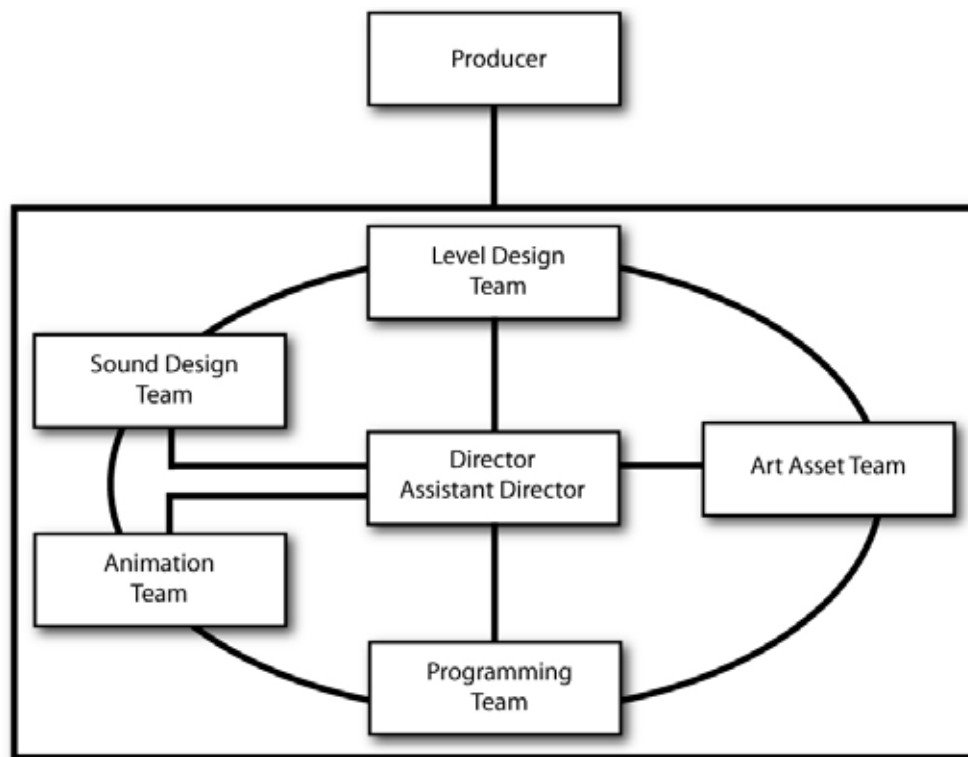 Producer
Level Design
Team
Sound Design
Team
Director
Assistant Director
Art Asset Team
Animation
Team
Programming
Team